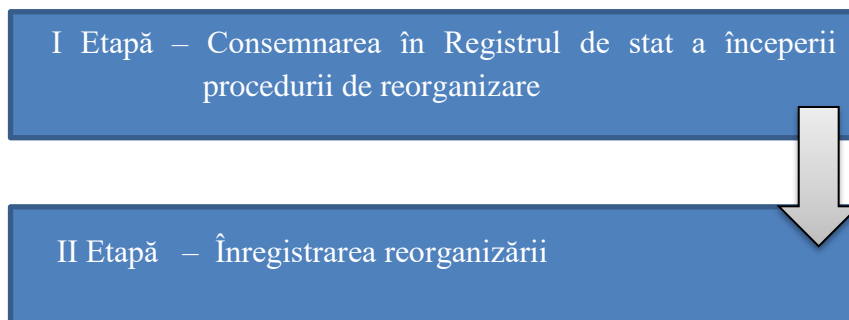 I Etapă – Consemnarea în Registrul de stat a începerii
procedurii de reorganizare
II Etapă – Înregistrarea reorganizării